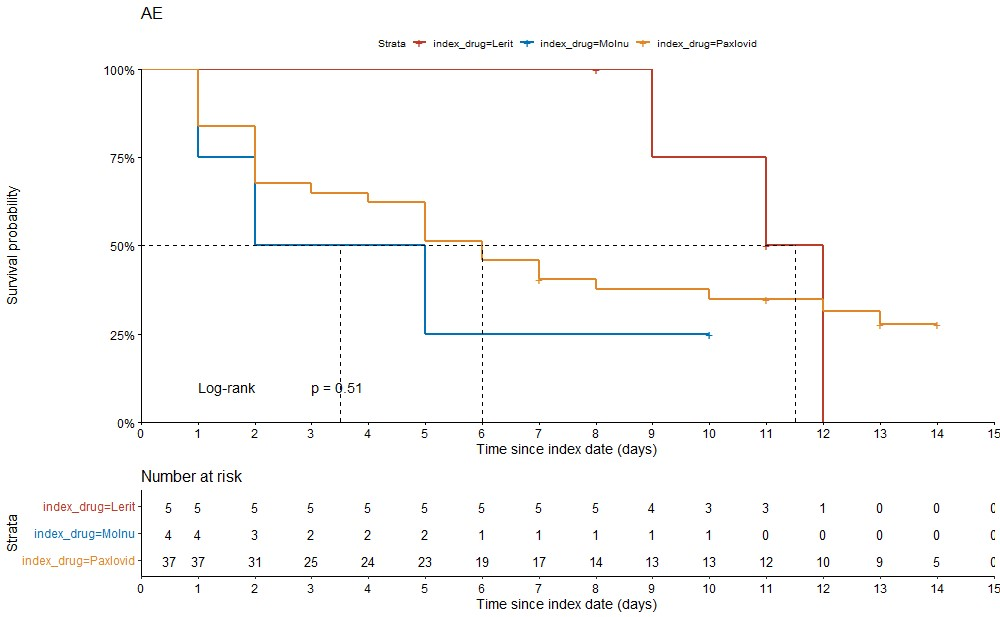 AE
Strata index_drug=Lerit index_drug=Molnu index_drug=Paxlovid
100%
75%
50%
25%
0%
Survival probability
Log-rank p = 0.51
0 1 2 3 4 5 6 7 8 9 10 11 12 13 14 15
Time since index date (days)
Number at risk
Strata
index_drug=Lerit 5 5 5 5 5 5 5 5 5 4 3 3 1 0 0 0
index_drug=Molnu 4 4 3 2 2 2 1 1 1 1 1 0 0 0 0 0
index_drug=Paxlovid 37 37 31 25 24 23 19 17 14 13 13 12 10 9 5 0
0 1 2 3 4 5 6 7 8 9 10 11 12 13 14 15
Time since index date (days)